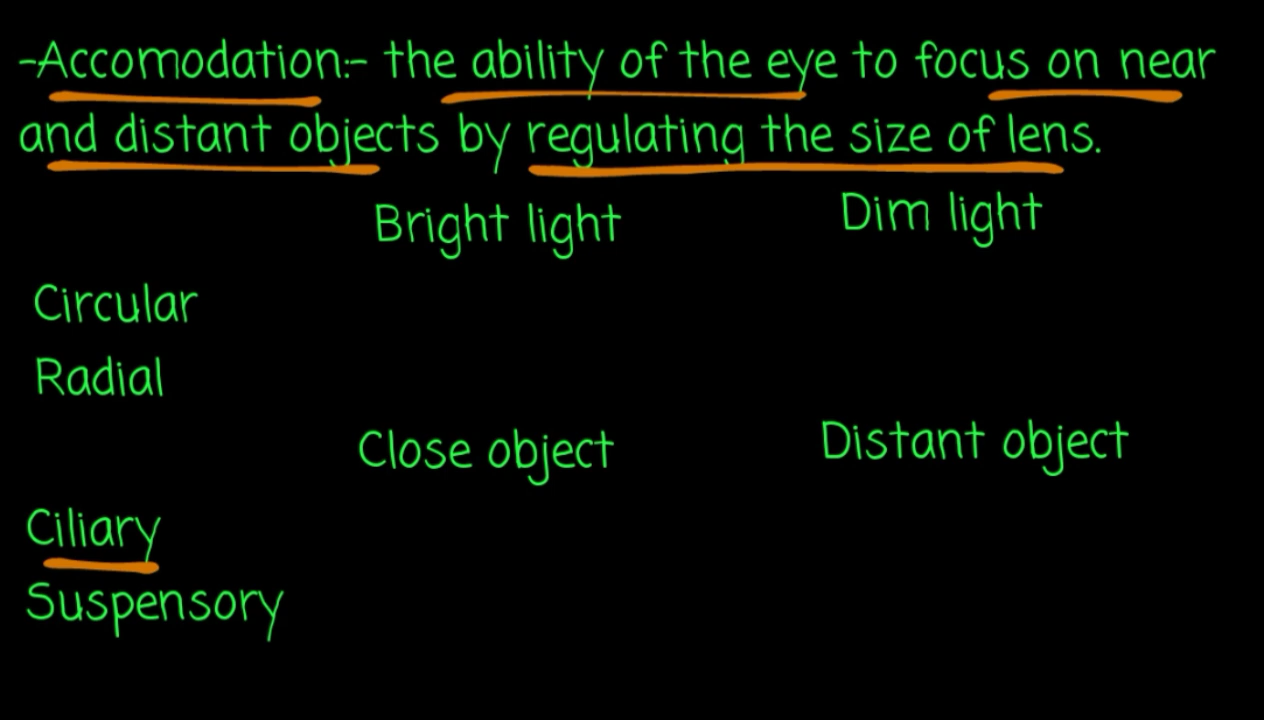 -Accomodation:- the ability of the eye to focus on near
and distant objects by regulating the size of lens.
Bright light Dim light
Circular
Radial
Close object Distant object
Ciliary
Suspensory